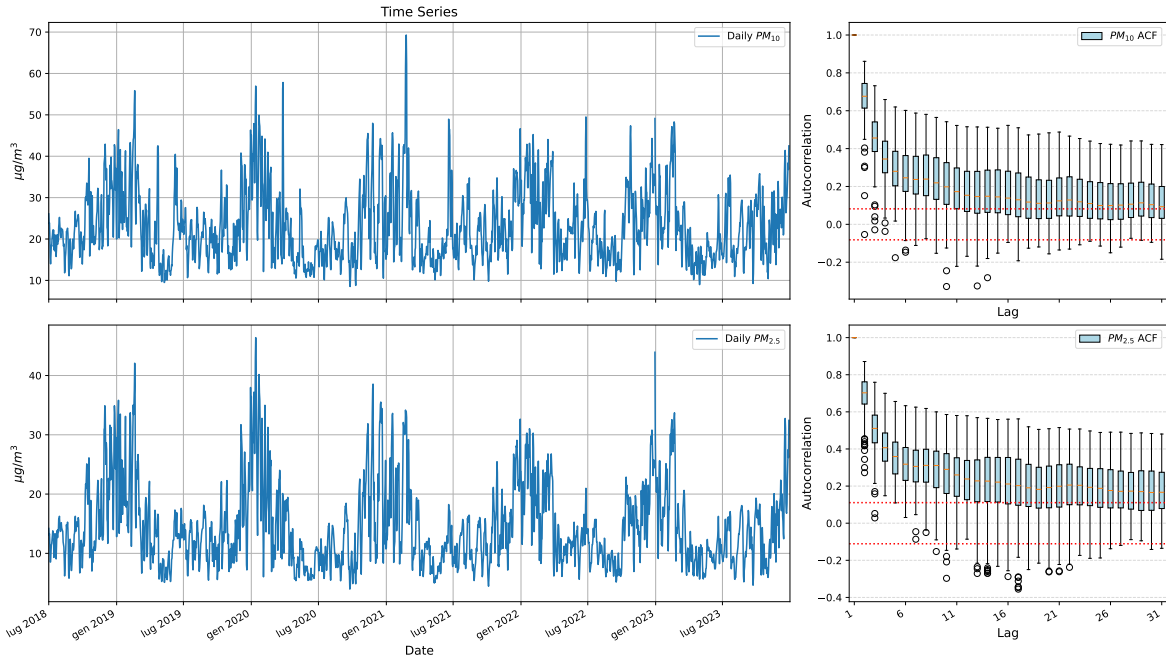 Time Series
Daily PM10
70
60
50
40
30
20
10
μg/m³
PM10 ACF
1.0
0.8
0.6
0.4
0.2
0.0
−0.2
Autocorrelation
Lag
Daily PM2.5
40
30
20
10
μg/m³
lug 2018
gen 2019
lug 2019
gen 2020
lug 2020
gen 2021
lug 2021
gen 2022
lug 2022
gen 2023
lug 2023
Date
PM2.5 ACF
1.0
0.8
0.6
0.4
0.2
0.0
−0.2
−0.4
Autocorrelation
1
6
11
16
21
26
31
Lag